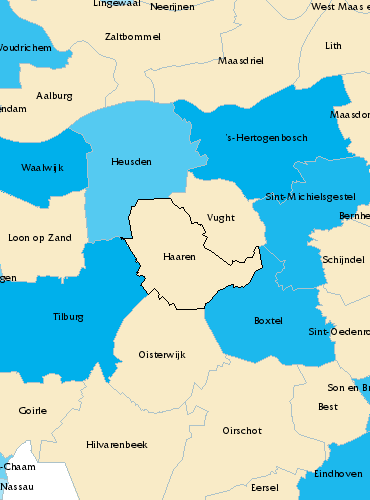 Lingewaal
Neerijnen
West Maas e
Zaltbommel
Woudrichem
Lith
Maasdriel
Aalburg
endam
Maasdon
's-Hertogenbosch
Heusden
Waalwijk
Sint-Michielsgestel
Bernhe
Vught
Loon op Zand
Haaren
Schijndel
gen
Tilburg
Boxtel
Sint-Oedenro
Oisterwijk
Son en Br
Best
Goirle
Oirschot
Hilvarenbeek
-Chaam
Eindhoven
Nassau
Eersel